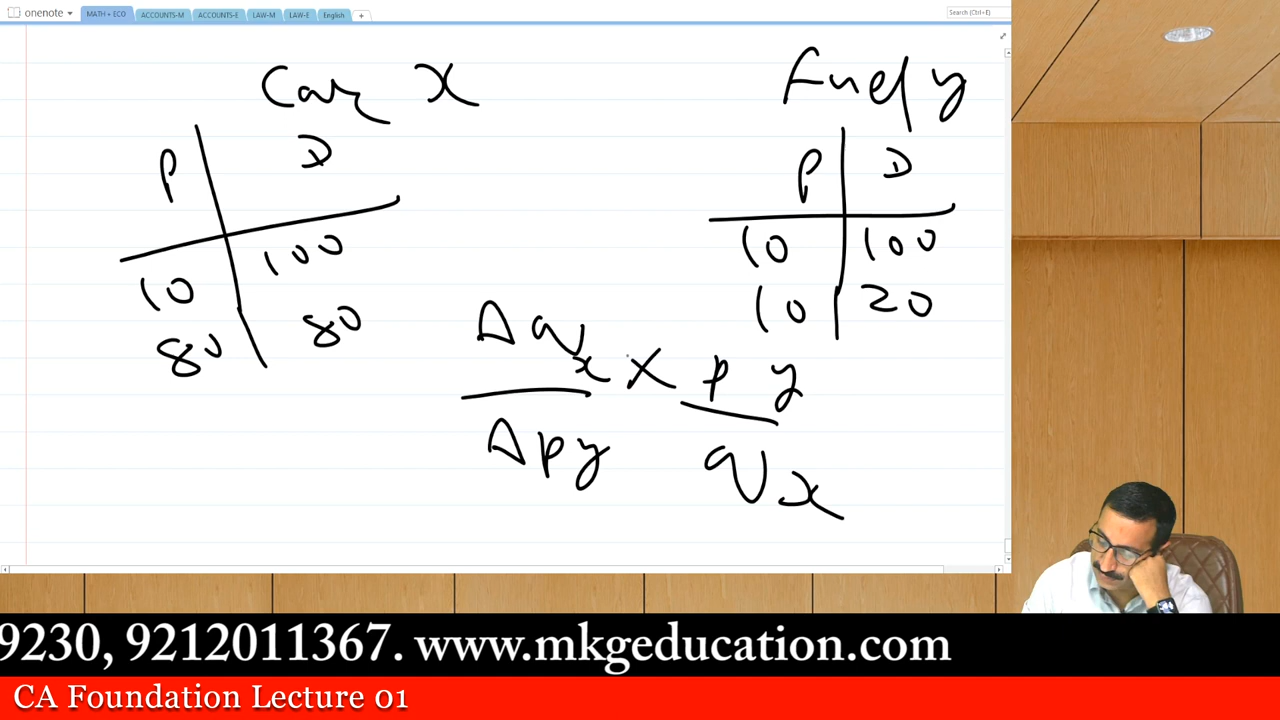 onenote MATH + ECO ACCOUNTS-M ACCOUNTS-E LAW-M LAW-E English + Search (Ctrl+E)
Car x
P D
10 100
80 80
Fuel y
P D
10 100
10 20
Δqx × py
Δpy qx
9230, 9212011367. www.mkgeducation.com
CA Foundation Lecture 01